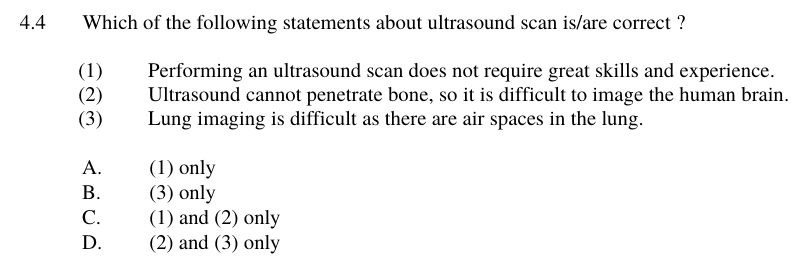 4.4 Which of the following statements about ultrasound scan is/are correct ?
(1) Performing an ultrasound scan does not require great skills and experience.
(2) Ultrasound cannot penetrate bone, so it is difficult to image the human brain.
(3) Lung imaging is difficult as there are air spaces in the lung.
A. (1) only
B. (3) only
C. (1) and (2) only
D. (2) and (3) only